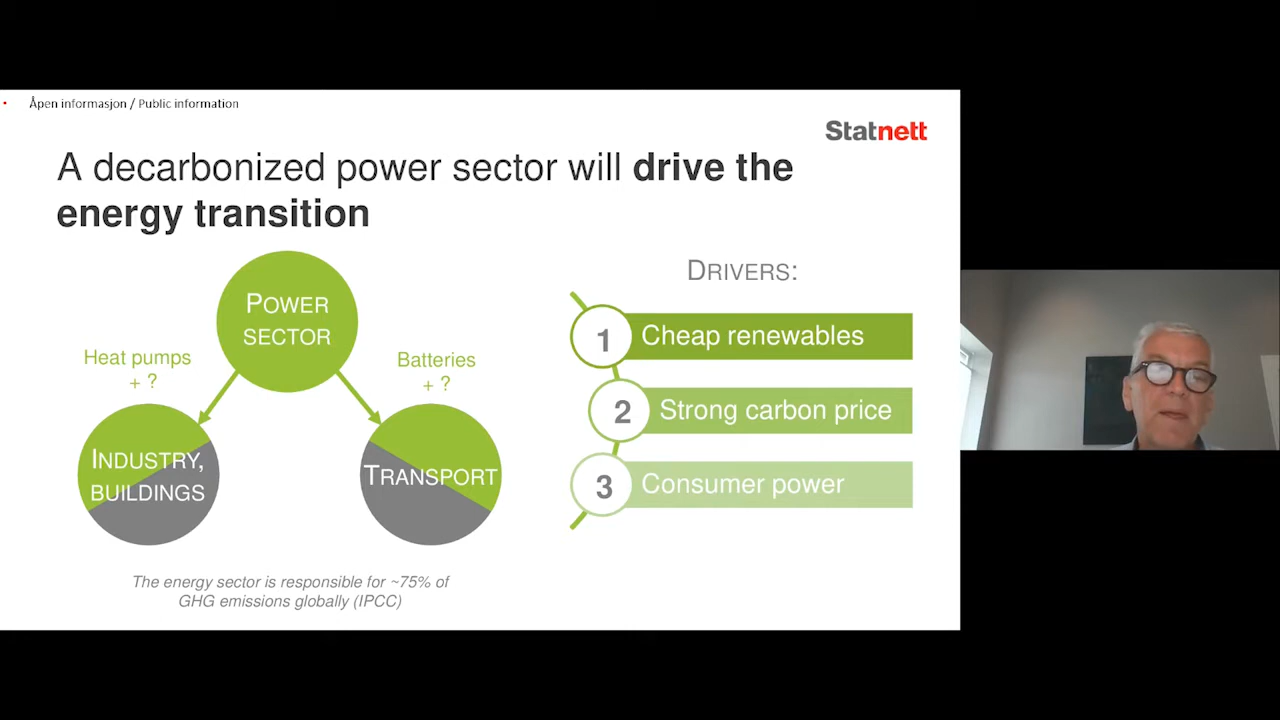 Åpen informasjon / Public information
Statnett
A decarbonized power sector will drive the
energy transition
POWER
SECTOR
Heat pumps
+ ?
Batteries
+ ?
INDUSTRY,
BUILDINGS
TRANSPORT
The energy sector is responsible for ~75% of
GHG emissions globally (IPCC)
DRIVERS:
1 Cheap renewables
2 Strong carbon price
3 Consumer power